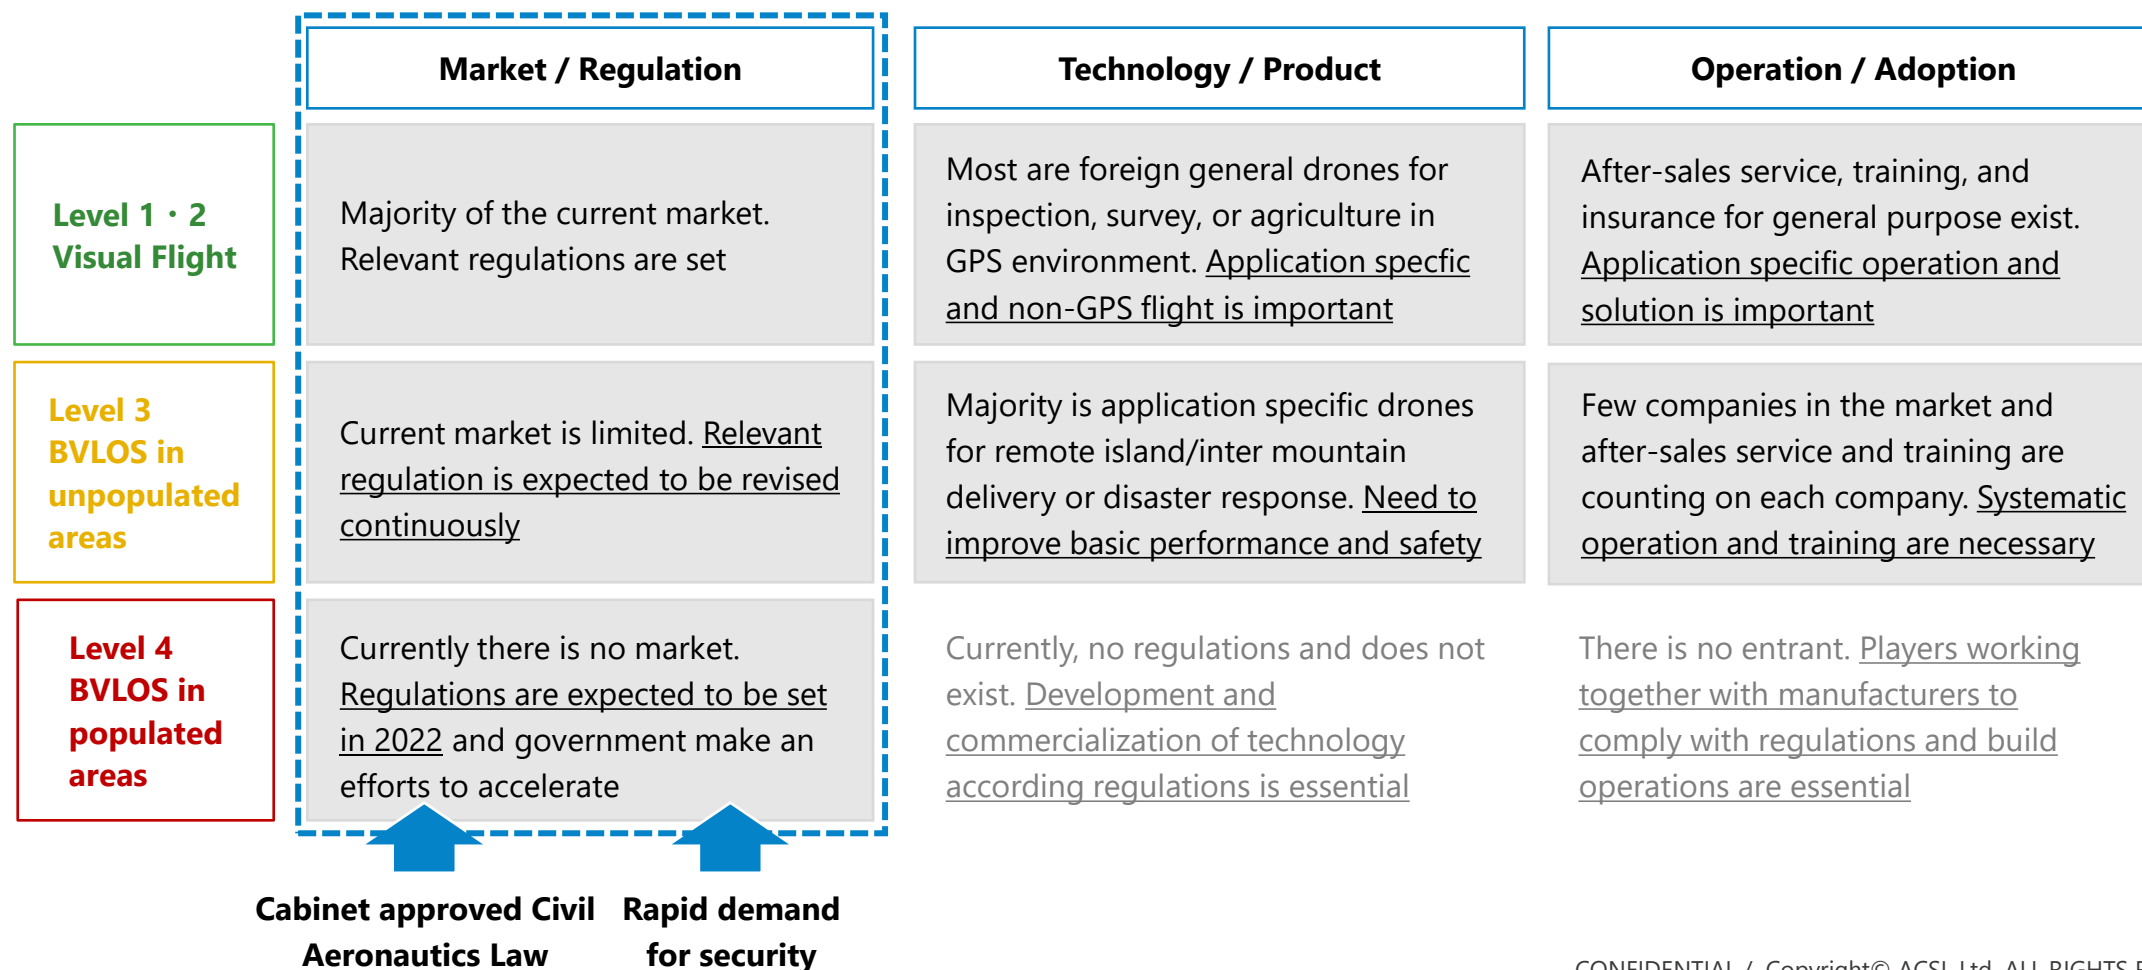 Market / Regulation
Technology / Product
Operation / Adoption
Level 1・2
Visual Flight
Majority of the current market.
Relevant regulations are set
Most are foreign general drones for
inspection, survey, or agriculture in
GPS environment. Application specfic
and non-GPS flight is important
After-sales service, training, and
insurance for general purpose exist.
Application specific operation and
solution is important
Level 3
BVLOS in
unpopulated
areas
Current market is limited. Relevant
regulation is expected to be revised
continuously
Majority is application specific drones
for remote island/inter mountain
delivery or disaster response. Need to
improve basic performance and safety
Few companies in the market and
after-sales service and training are
counting on each company. Systematic
operation and training are necessary
Level 4
BVLOS in
populated
areas
Currently there is no market.
Regulations are expected to be set
in 2022 and government make an
efforts to accelerate
Currently, no regulations and does not
exist. Development and
commercialization of technology
according regulations is essential
There is no entrant. Players working
together with manufacturers to
comply with regulations and build
operations are essential
Cabinet approved Civil
Aeronautics Law
Rapid demand
for security
CONFIDENTIAL / Copyright© ACSL Ltd. ALL RIGHTS